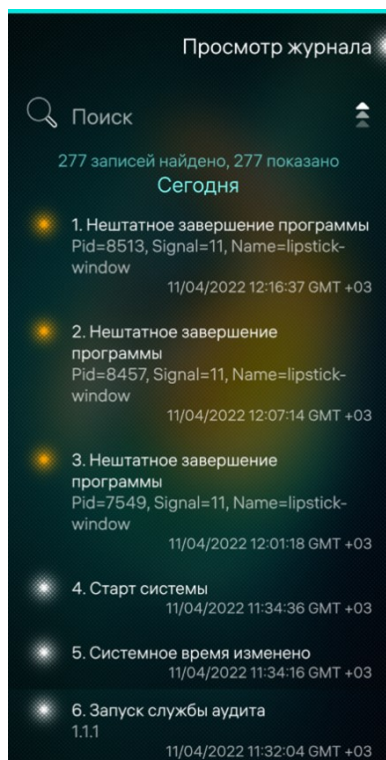 Просмотр журнала
Поиск
277 записей найдено, 277 показано
Сегодня
1. Нештатное завершение программы
Pid=8513, Signal=11, Name=lipstick-
window
11/04/2022 12:16:37 GMT +03
2. Нештатное завершение
программы
Pid=8457, Signal=11, Name=lipstick-
window
11/04/2022 12:07:14 GMT +03
3. Нештатное завершение
программы
Pid=7549, Signal=11, Name=lipstick-
window
11/04/2022 12:01:18 GMT +03
4. Старт системы
11/04/2022 11:34:36 GMT +03
5. Системное время изменено
11/04/2022 11:34:16 GMT +03
6. Запуск службы аудита
1.1.1
11/04/2022 11:32:04 GMT +03